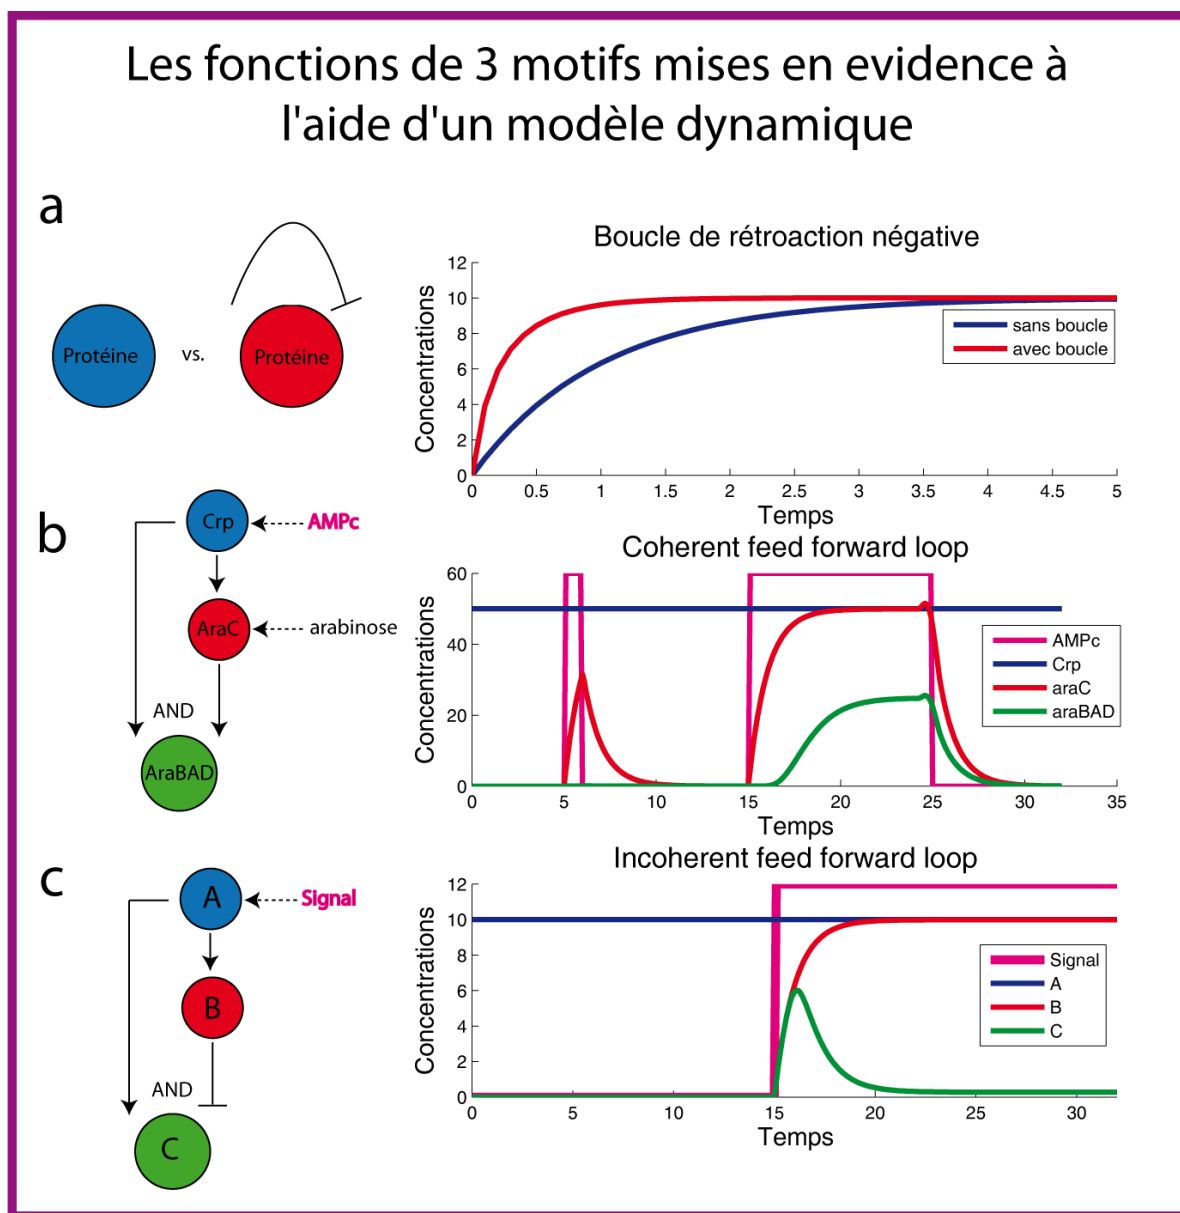 Les fonctions de 3 motifs mises en evidence à
l'aide d'un modèle dynamique
a
Protéine
vs.
Protéine
Boucle de rétroaction négative
Concentrations
12
10
8
6
4
2
0
sans boucle
avec boucle
0 0.5 1 1.5 2 2.5 3 3.5 4 4.5 5
Temps
b
Crp
AMPc
AraC
arabinose
AND
AraBAD
Coherent feed forward loop
Concentrations
60
40
20
0
AMPc
Crp
araC
araBAD
0 5 10 15 20 25 30 35
Temps
c
A
Signal
B
AND
C
Incoherent feed forward loop
Concentrations
12
10
8
6
4
2
0
Signal
A
B
C
0 5 10 15 20 25 30
Temps